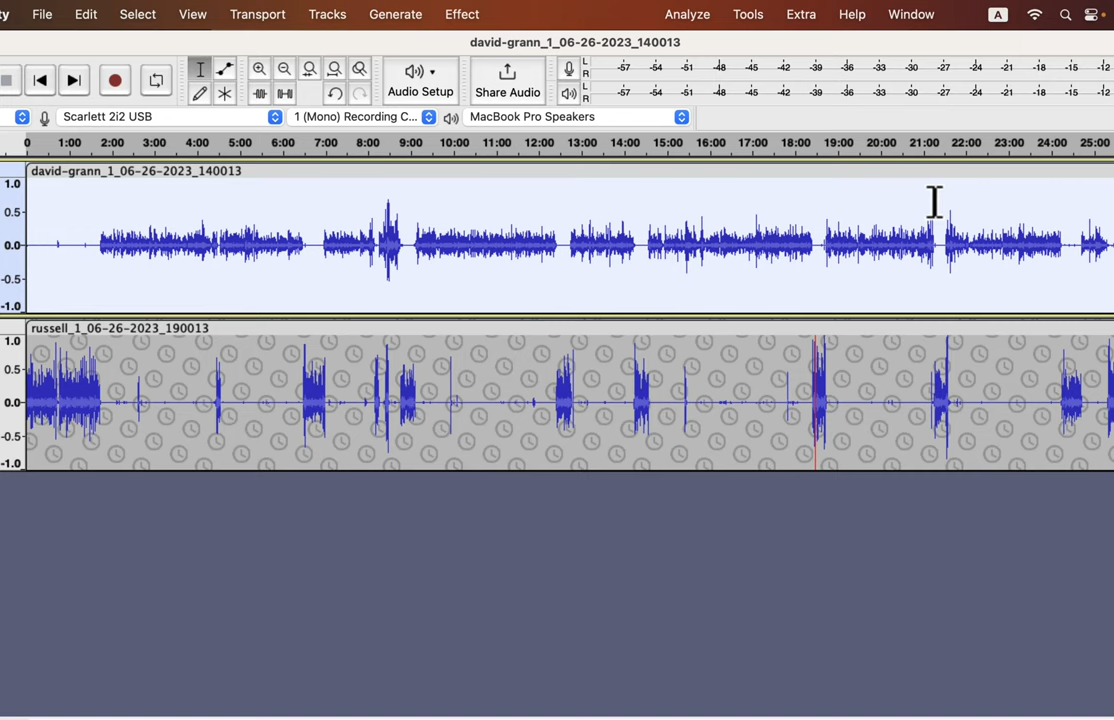 ty File Edit Select View Transport Tracks Generate Effect Analyze Tools Extra Help Window A
david-grann_1_06-26-2023_140013
L
R
-57 -54 -51 -48 -45 -42 -39 -36 -33 -30 -27 -24 -21 -18 -15 -12
Audio Setup Share Audio
L
R
-57 -54 -51 -48 -45 -42 -39 -36 -33 -30 -27 -24 -21 -18 -15 -12
Scarlett 2i2 USB 1 (Mono) Recording C... MacBook Pro Speakers
0 1:00 2:00 3:00 4:00 5:00 6:00 7:00 8:00 9:00 10:00 11:00 12:00 13:00 14:00 15:00 16:00 17:00 18:00 19:00 20:00 21:00 22:00 23:00 24:00 25:00
david-grann_1_06-26-2023_140013
1.0
0.5
0.0
-0.5
-1.0
russell_1_06-26-2023_190013
1.0
0.5
0.0
-0.5
-1.0